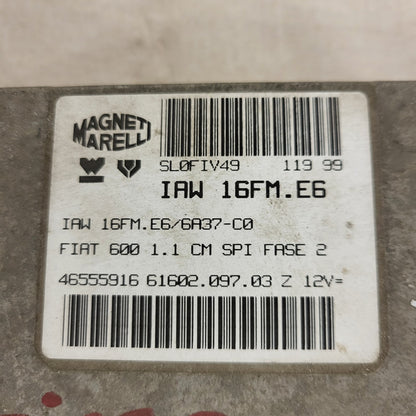 MAGNETI
MARELLI
SL0FIV49 119 99
IAW 16FM.E6
IAW 16FM.E6/6A37-C0
FIAT 600 1.1 CM SPI FASE 2
46555916 61602.097.03 Z 12V=